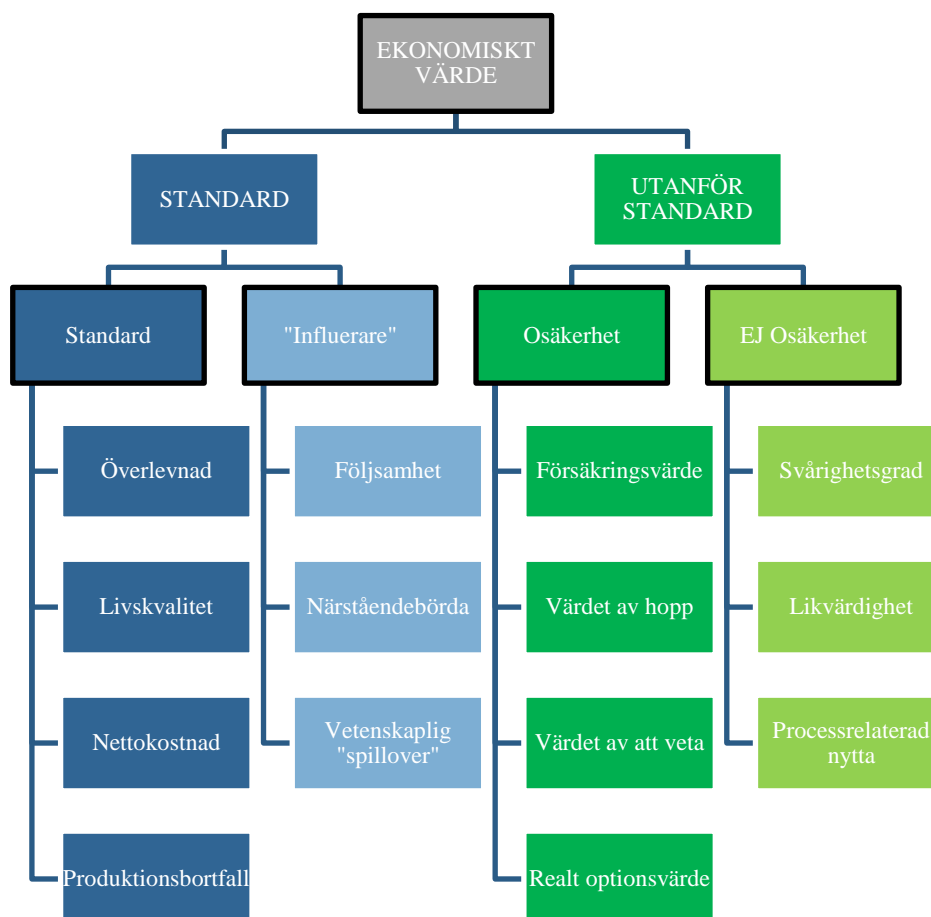 EKONOMISKT
VÄRDE
STANDARD
UTANFÖR
STANDARD
Standard
"Influerare"
Osäkerhet
EJ Osäkerhet
Överlevnad
Följsamhet
Försäkringsvärde
Svårighetsgrad
Livskvalitet
Närståendebörda
Värdet av hopp
Likvärdighet
Nettokostnad
Vetenskaplig
"spillover"
Värdet av att veta
Processrelaterad
nytta
Produktionsbortfall
Realt optionsvärde